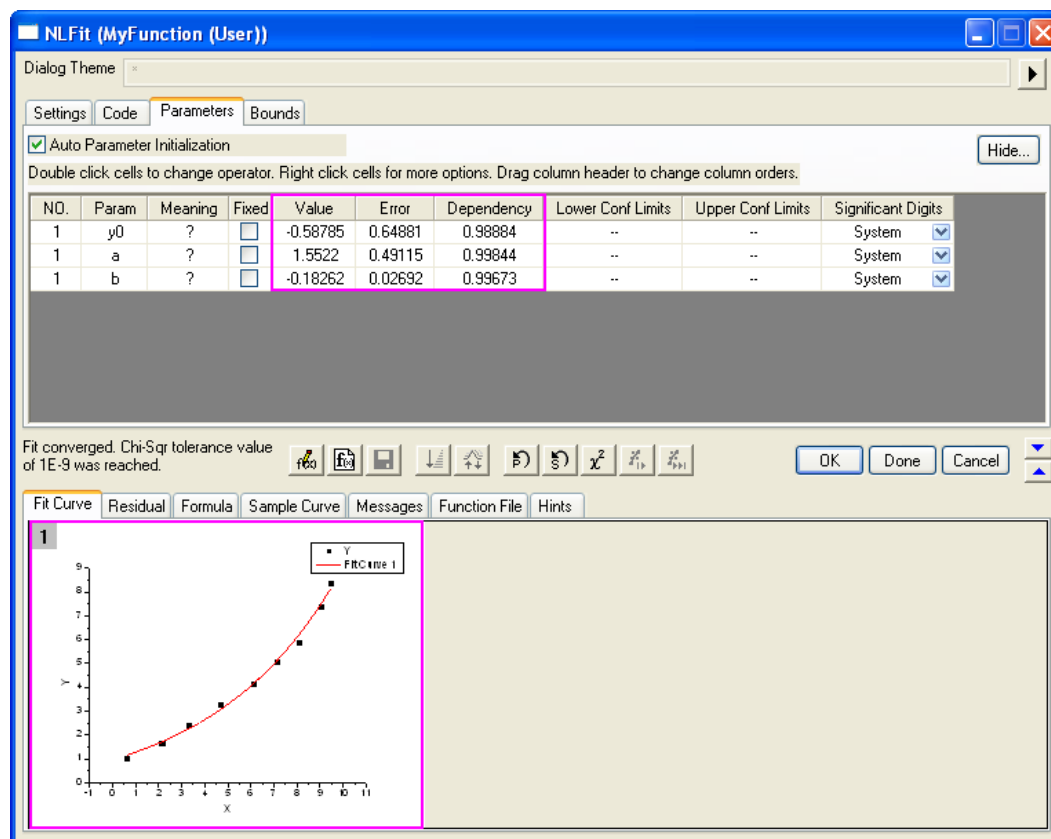 NLFit (MyFunction (User))
Dialog Theme *
Settings Code Parameters Bounds
Auto Parameter Initialization
Hide...
Double click cells to change operator. Right click cells for more options. Drag column header to change column orders.
NO. Param Meaning Fixed Value Error Dependency Lower Conf Limits Upper Conf Limits Significant Digits
1 y0 ? -0.58785 0.64881 0.98884 -- -- System
1 a ? 1.5522 0.49115 0.99844 -- -- System
1 b ? -0.18262 0.02692 0.99673 -- -- System
Fit converged. Chi-Sqr tolerance value
of 1E-9 was reached.
P S χ²
OK Done Cancel
Fit Curve Residual Formula Sample Curve Messages Function File Hints
1
Y
FitCurve 1
9
8
7
6
5
4
3
2
1
0
Y
-1 0 1 2 3 4 5 6 7 8 9 10 11
X